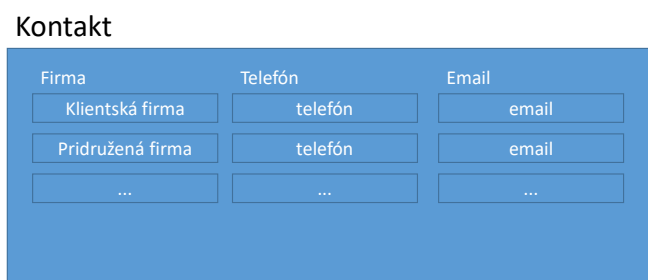 Kontakt
Firma Telefón Email
Klientská firma telefón email
Pridružená firma telefón email
... ... ...